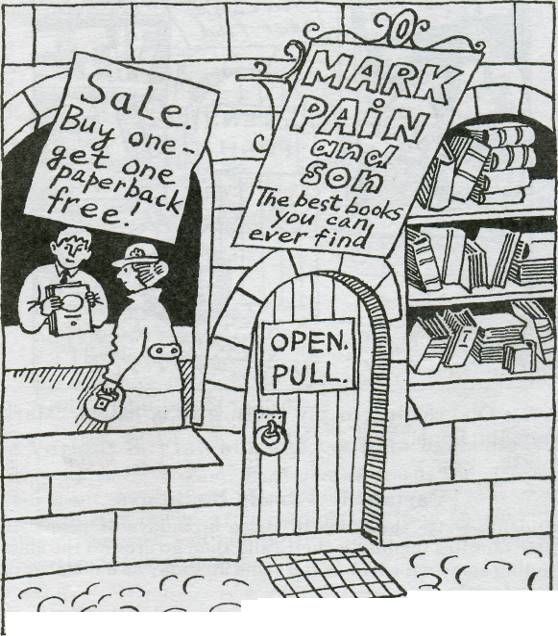 Sale.
Buy one-
get one
paperback
free!
MARK
PAiN
and
son
The best books
you can
ever find
OPEN.
PULL.